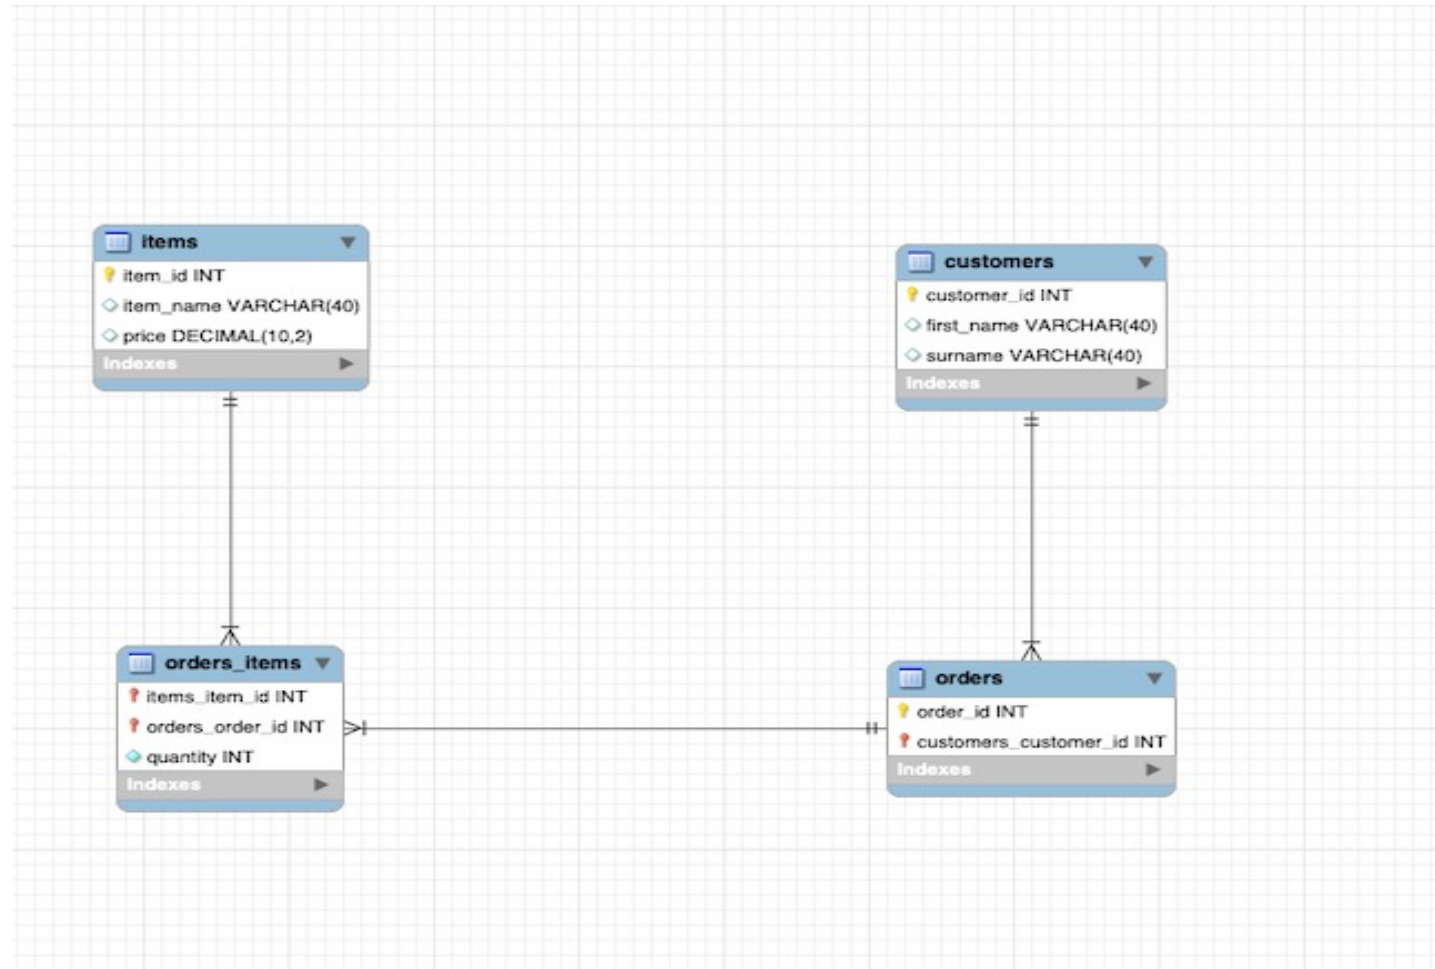 items
item_id INT
item_name VARCHAR(40)
price DECIMAL(10,2)
Indexes
customers
customer_id INT
first_name VARCHAR(40)
surname VARCHAR(40)
Indexes
orders_items
items_item_id INT
orders_order_id INT
quantity INT
Indexes
orders
order_id INT
customers_customer_id INT
Indexes